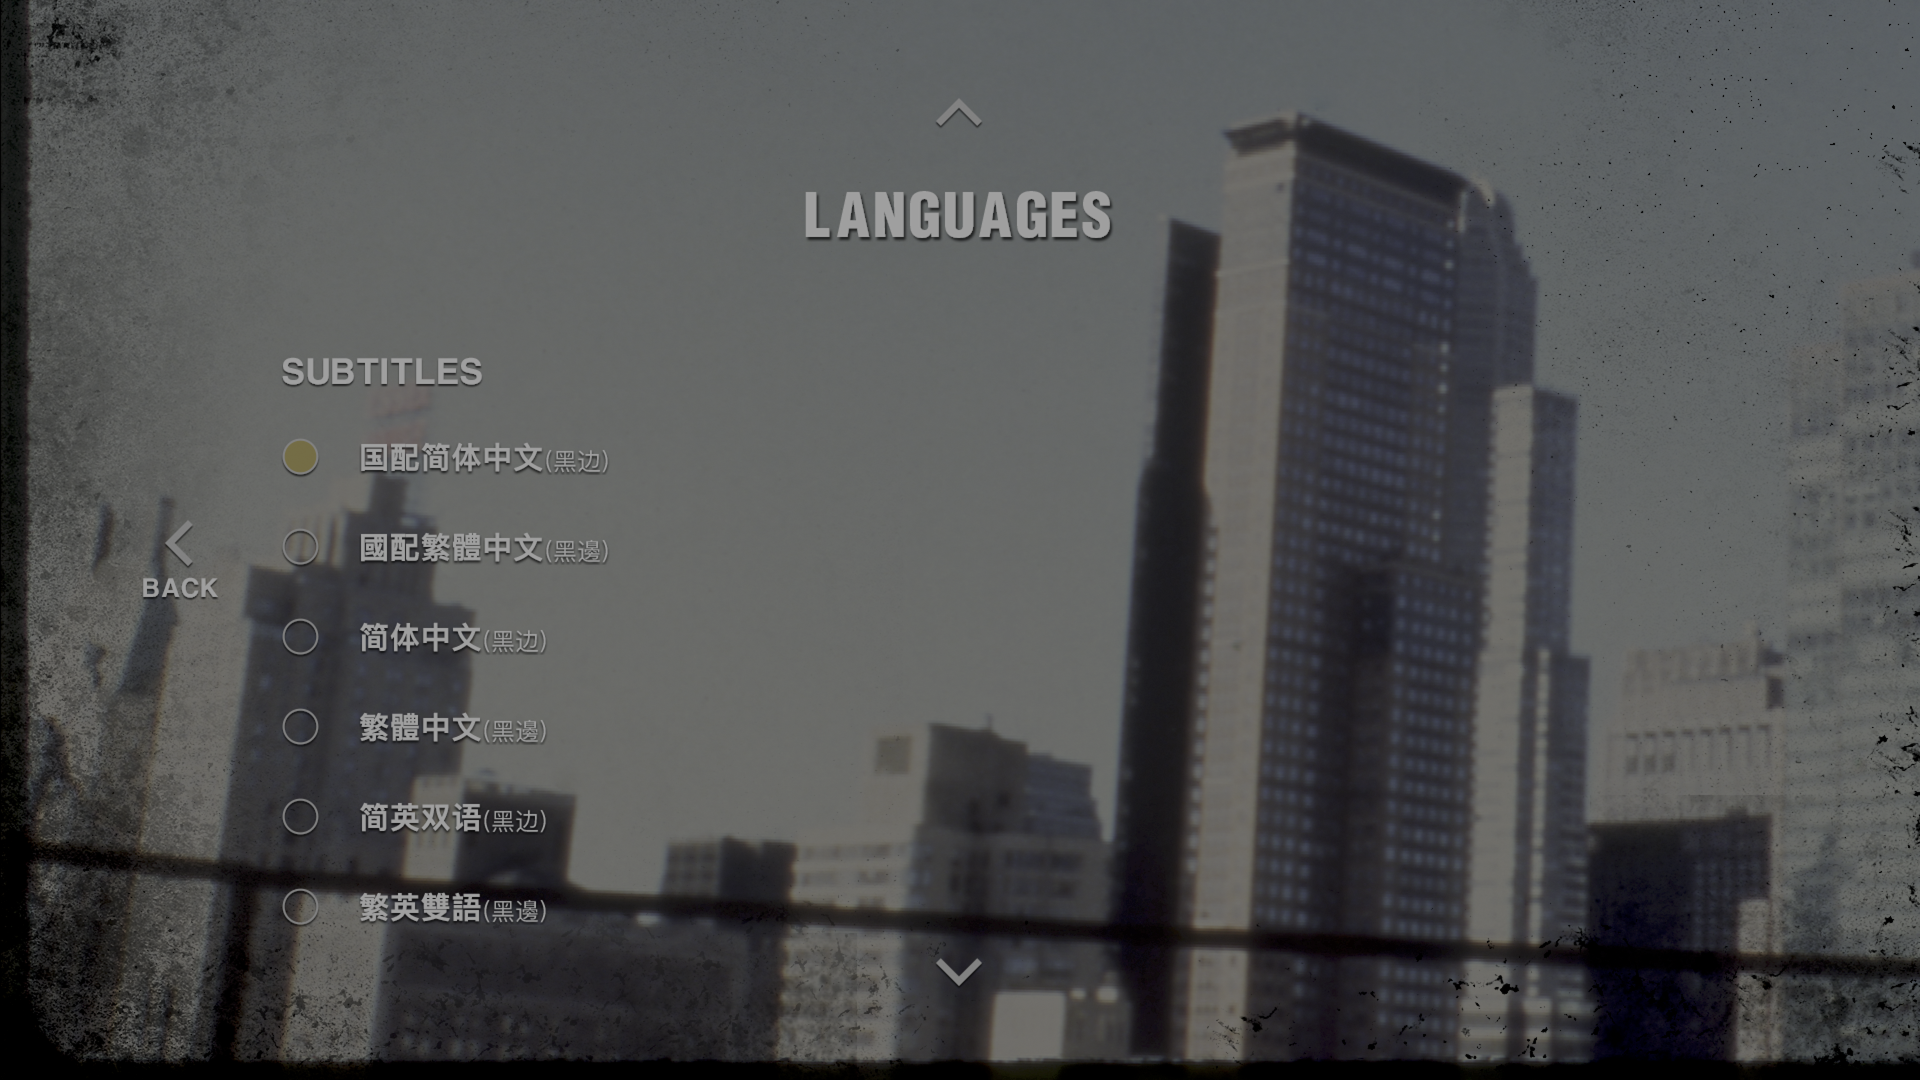 LANGUAGES
SUBTITLES
国配简体中文(黑边)
國配繁體中文(黑邊)
BACK
简体中文(黑边)
繁體中文(黑邊)
简英双语(黑边)
繁英雙語(黑邊)